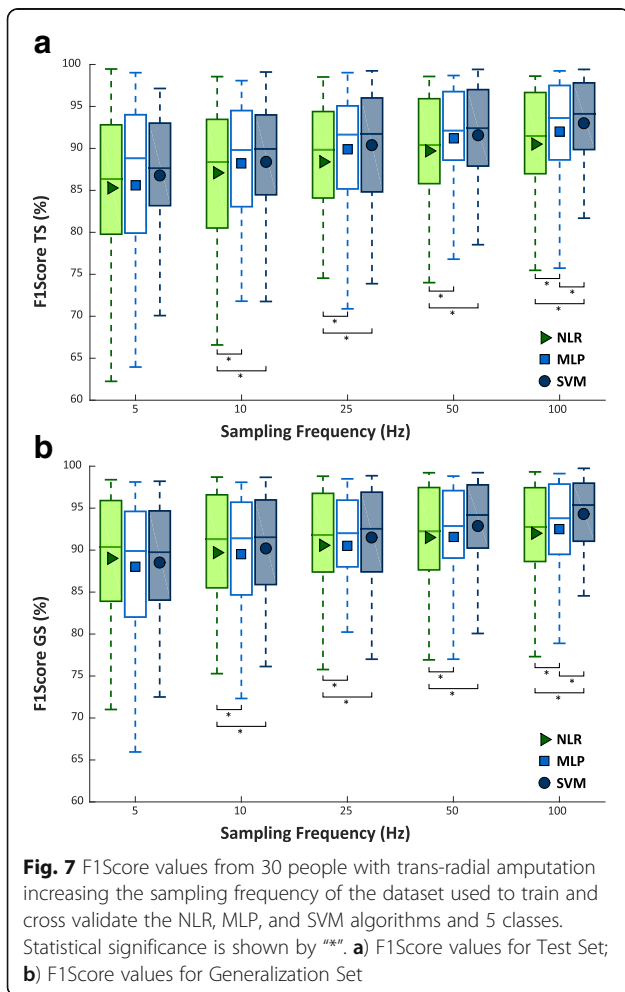 a
100
95
90
85
80
75
70
65
60
F1Score TS (%)
* * * * * * * * *
NLR
MLP
SVM
5 10 25 50 100
Sampling Frequency (Hz)
b
100
95
90
85
80
75
70
65
60
F1Score GS (%)
* * * * * * * * *
NLR
MLP
SVM
5 10 25 50 100
Sampling Frequency (Hz)
Fig. 7 F1Score values from 30 people with trans-radial amputation
increasing the sampling frequency of the dataset used to train and
cross validate the NLR, MLP, and SVM algorithms and 5 classes.
Statistical significance is shown by “*”. a) F1Score values for Test Set;
b) F1Score values for Generalization Set